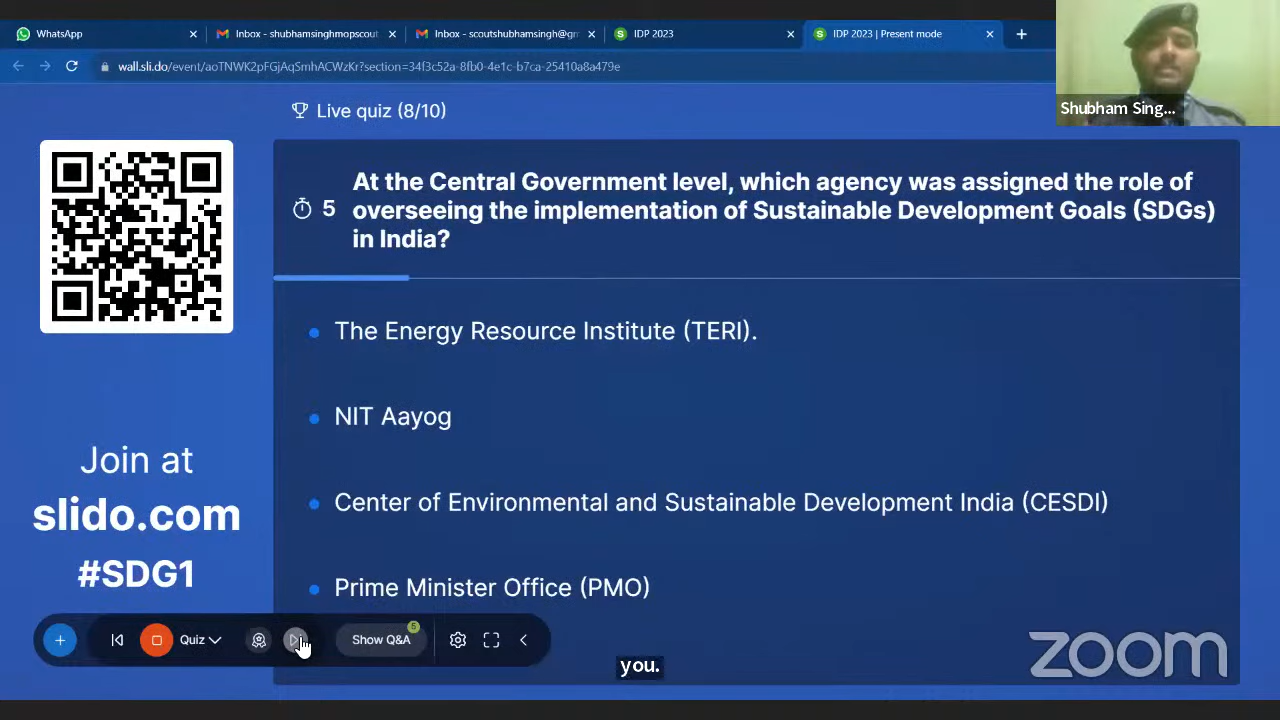 WhatsApp
Inbox - shubhamsinghmopscout
Inbox - scoutshubhamsingh@gm
IDP 2023
IDP 2023 | Present mode
wall.sli.do/event/aoTNWK2pFGjAqSmhACWzKr?section=34f3c52a-8fb0-4e1c-b7ca-25410a8a479e
Shubham Sing...
Live quiz (8/10)
5
At the Central Government level, which agency was assigned the role of
overseeing the implementation of Sustainable Development Goals (SDGs)
in India?
The Energy Resource Institute (TERI).
NIT Aayog
Center of Environmental and Sustainable Development India (CESDI)
Prime Minister Office (PMO)
Join at
slido.com
#SDG1
Quiz
Show Q&A
5
you.
zoom